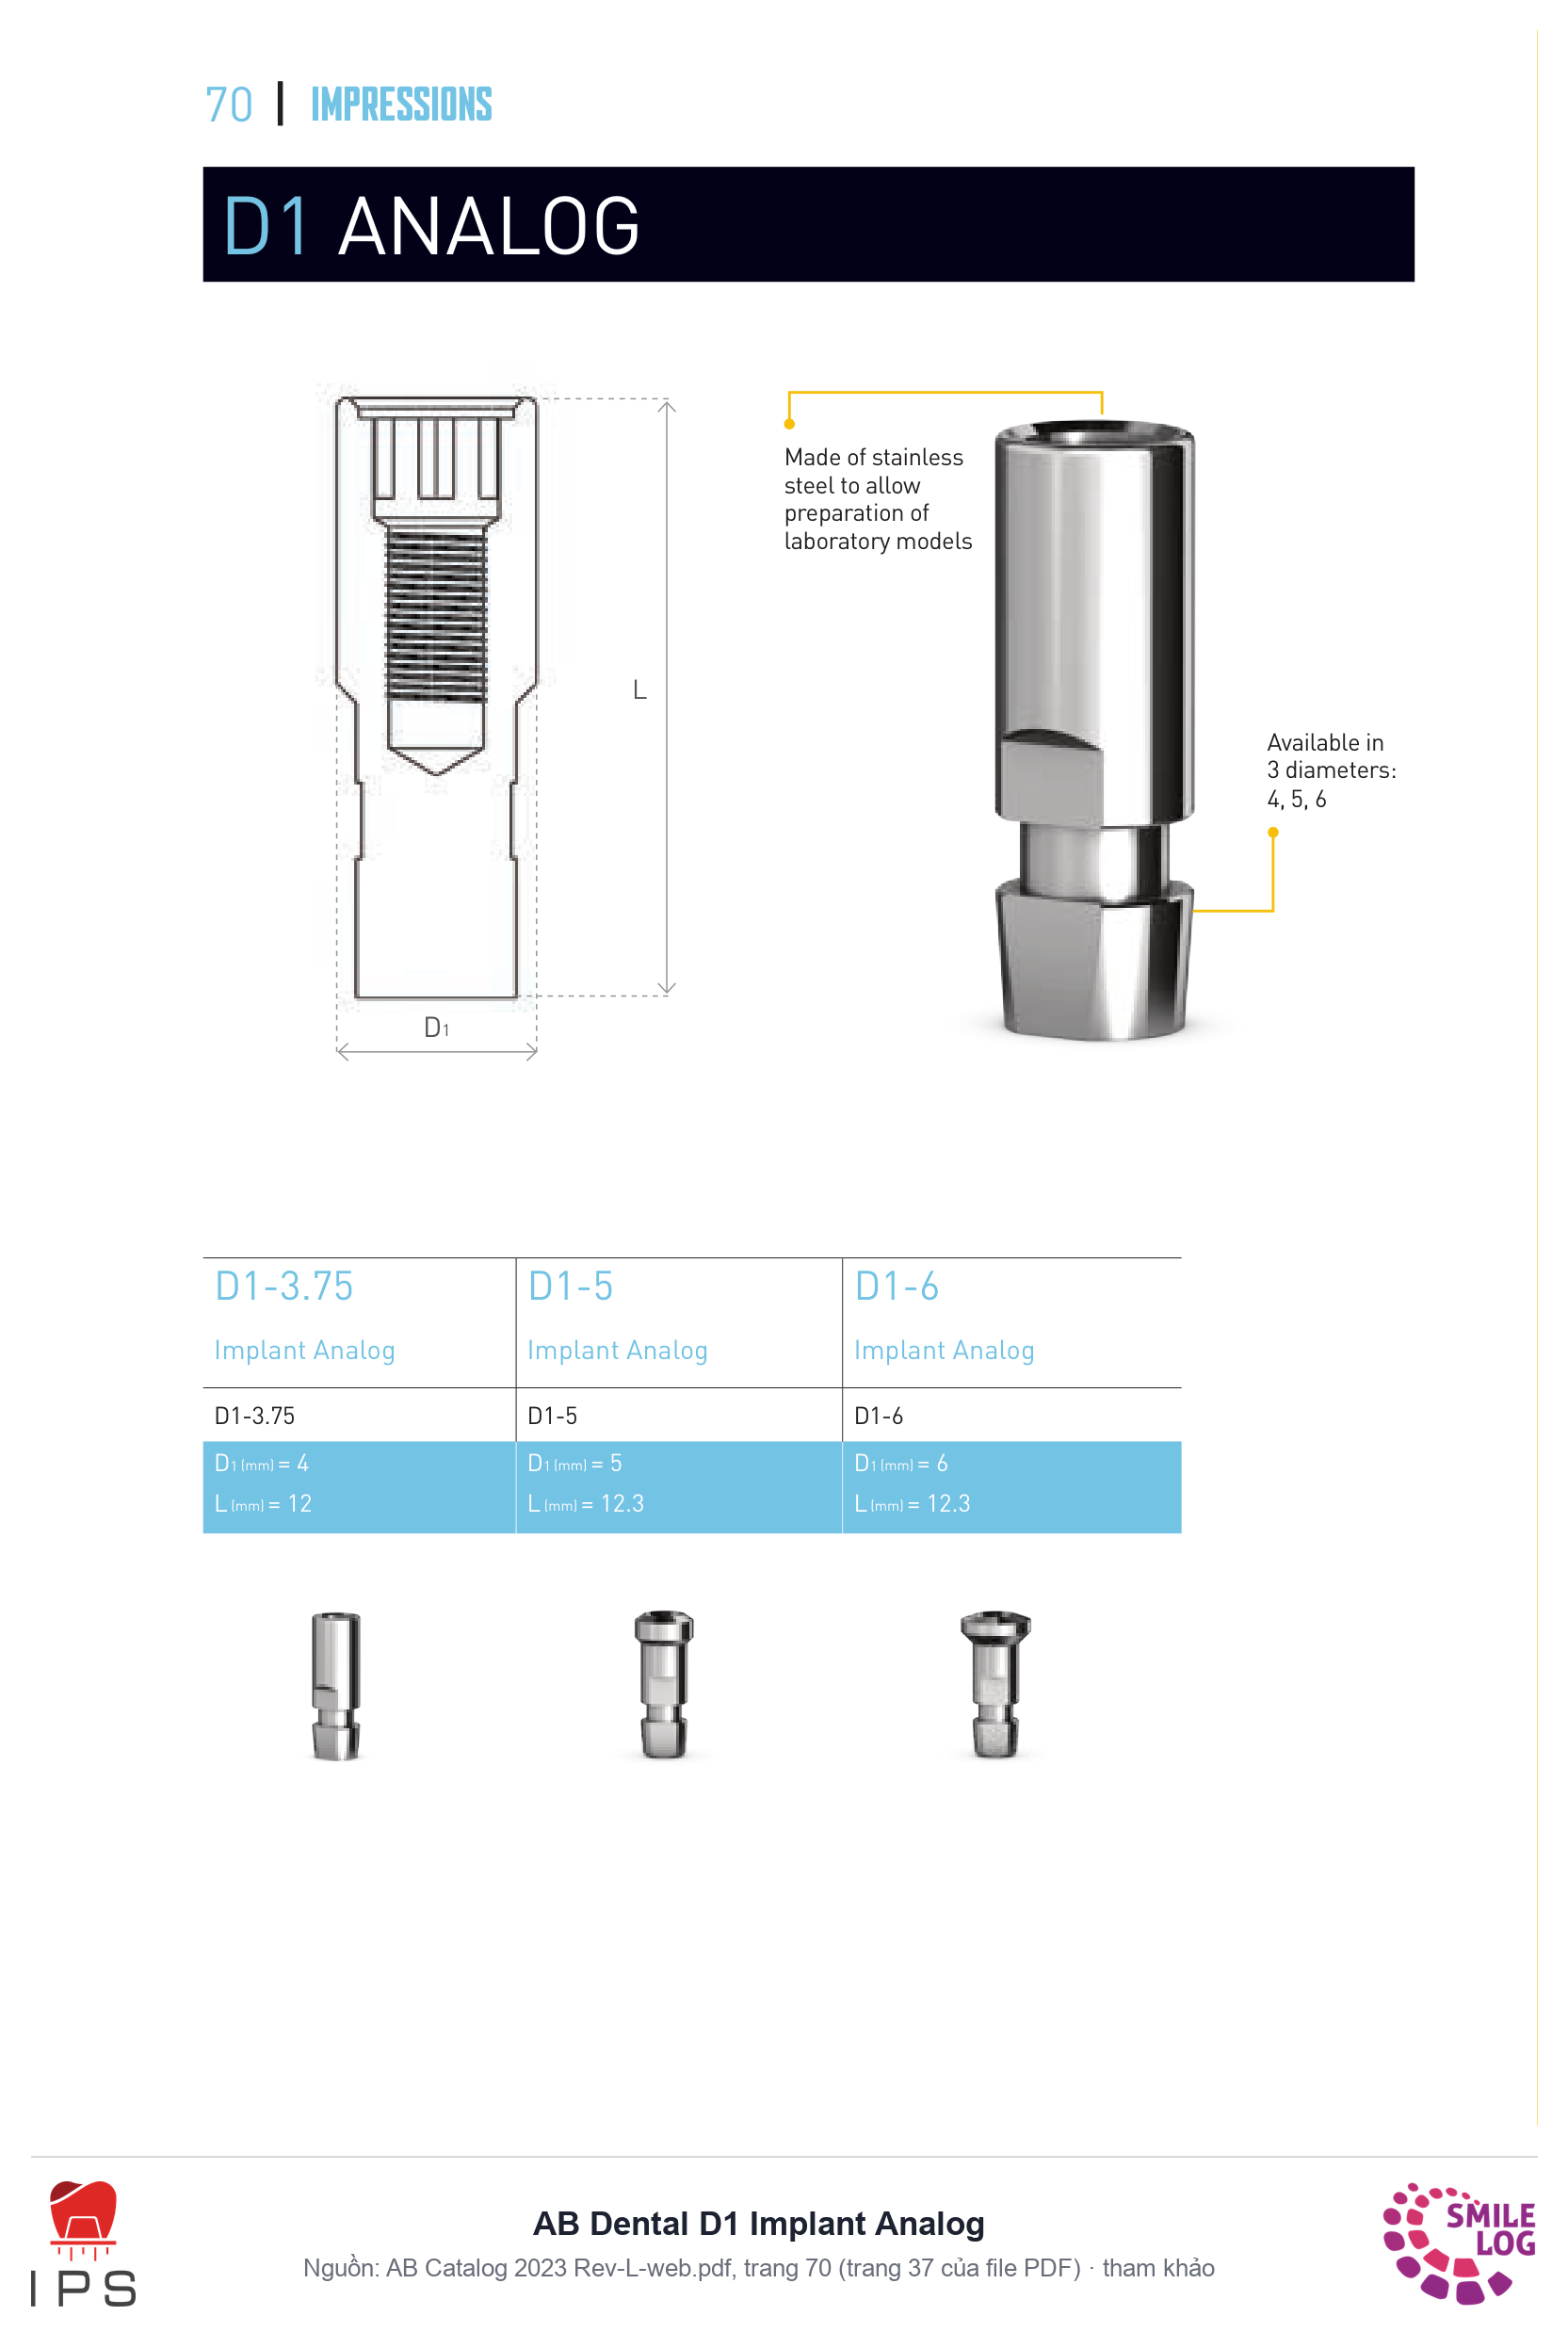 70 | IMPRESSIONS
D1 ANALOG
Made of stainless
steel to allow
preparation of
laboratory models
L
Available in
3 diameters:
4, 5, 6
D1
D1-3.75 D1-5 D1-6
Implant Analog Implant Analog Implant Analog
D1-3.75 D1-5 D1-6
D1 (mm) = 4 D1 (mm) = 5 D1 (mm) = 6
L (mm) = 12 L (mm) = 12.3 L (mm) = 12.3
AB Dental D1 Implant Analog
Nguồn: AB Catalog 2023 Rev-L-web.pdf, trang 70 (trang 37 của file PDF) · tham khảo
IPS
SMILE
LOG